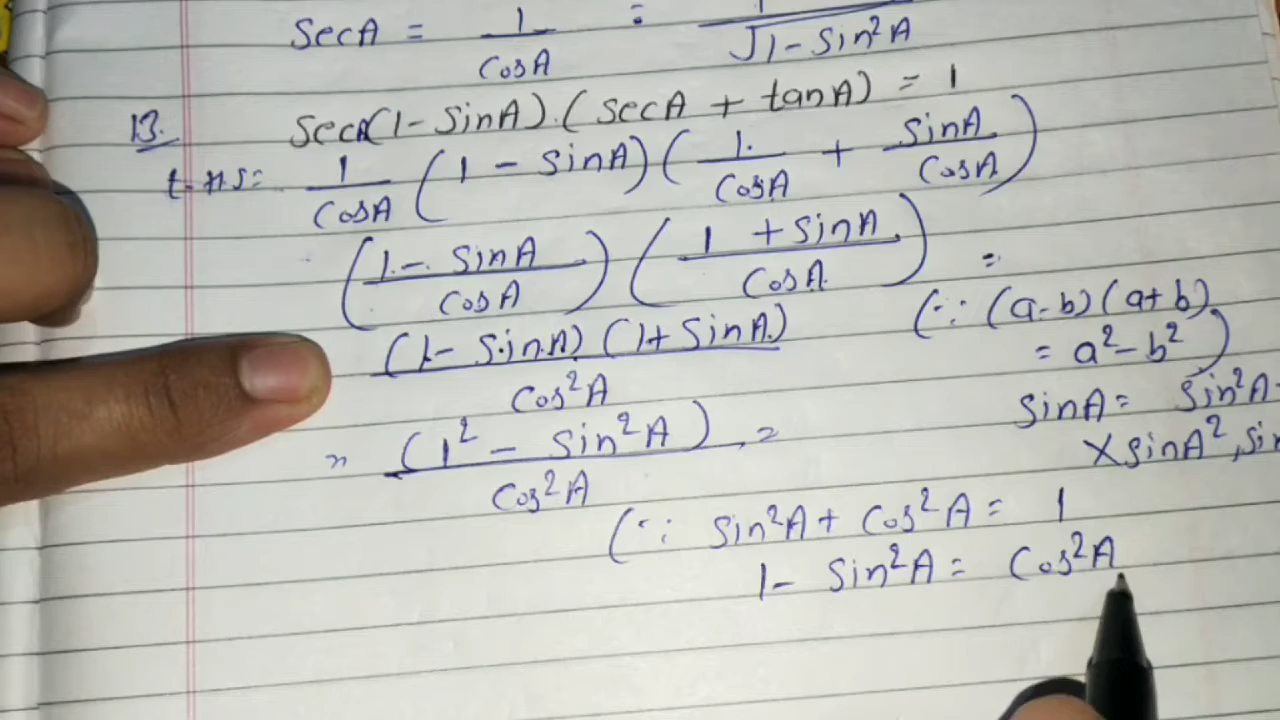 SecA = 1/CosA = 1/√1-Sin²A
13. SecA(1-SinA).(SecA + tanA) = 1
L.H.S= 1/CosA (1 - SinA)(1/CosA + SinA/CosA)
(1 - SinA/CosA)(1 + SinA/CosA) =
(1 - SinA)(1 + SinA)/Cos²A (∵ (a-b)(a+b)
= a²-b²)
= (1² - Sin²A)/Cos²A =
SinA = Sin²A
× SinA², Sin
(∵ Sin²A + Cos²A = 1
1 - Sin²A = Cos²A